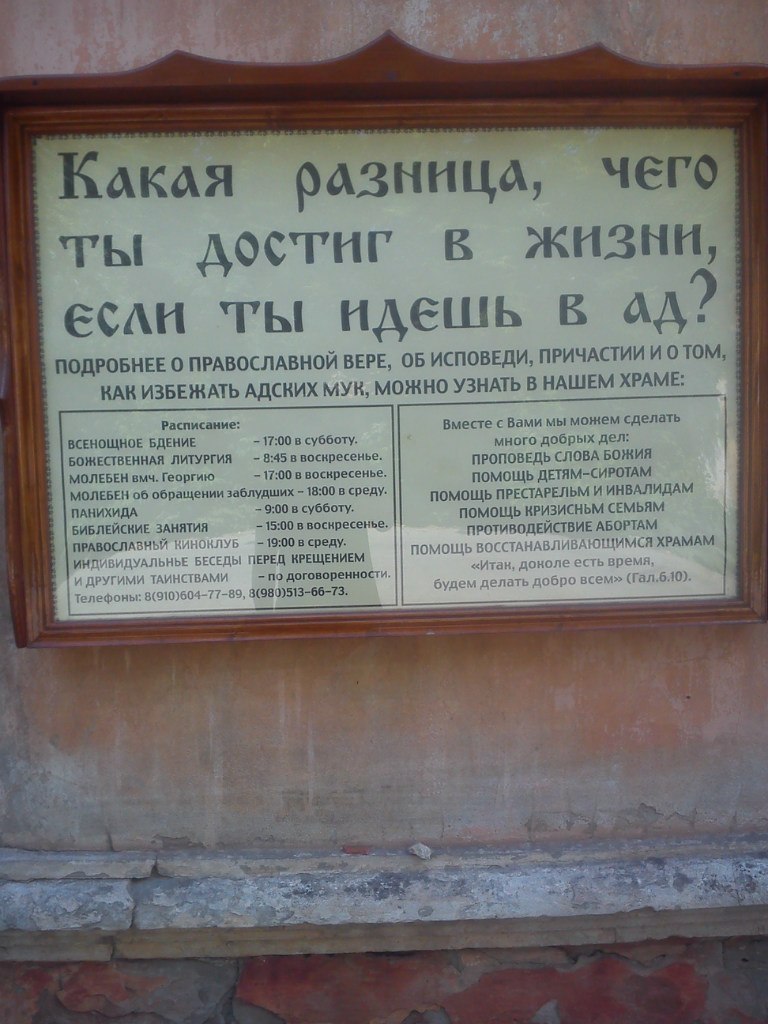 Какая разница, чего
ты достиг в жизни,
если ты идешь в ад?
ПОДРОБНЕЕ О ПРАВОСЛАВНОЙ ВЕРЕ, ОБ ИСПОВЕДИ, ПРИЧАСТИИ И О ТОМ,
КАК ИЗБЕЖАТЬ АДСКИХ МУК, МОЖНО УЗНАТЬ В НАШЕМ ХРАМЕ:
Расписание:
ВСЕНОЩНОЕ БДЕНИЕ – 17:00 в субботу.
БОЖЕСТВЕННАЯ ЛИТУРГИЯ – 8:45 в воскресенье.
МОЛЕБЕН вмч. Георгию – 17:00 в воскресенье.
МОЛЕБЕН об обращении заблудших – 18:00 в среду.
ПАНИХИДА – 9:00 в субботу.
БИБЛЕЙСКИЕ ЗАНЯТИЯ – 15:00 в воскресенье.
ПРАВОСЛАВНЫЙ КИНОКЛУБ – 19:00 в среду.
ИНДИВИДУАЛЬНЫЕ БЕСЕДЫ ПЕРЕД КРЕЩЕНИЕМ
И ДРУГИМИ ТАИНСТВАМИ – по договоренности.
Телефоны: 8(910)604–77–89, 8(980)513–66–73.
Вместе с Вами мы можем сделать
много добрых дел:
ПРОПОВЕДЬ СЛОВА БОЖИЯ
ПОМОЩЬ ДЕТЯМ–СИРОТАМ
ПОМОЩЬ ПРЕСТАРЕЛЫМ И ИНВАЛИДАМ
ПОМОЩЬ КРИЗИСНЫМ СЕМЬЯМ
ПРОТИВОДЕЙСТВИЕ АБОРТАМ
ПОМОЩЬ ВОССТАНАВЛИВАЮЩИМСЯ ХРАМАМ
«Итак, доколе есть время,
будем делать добро всем» (Гал.6.10).